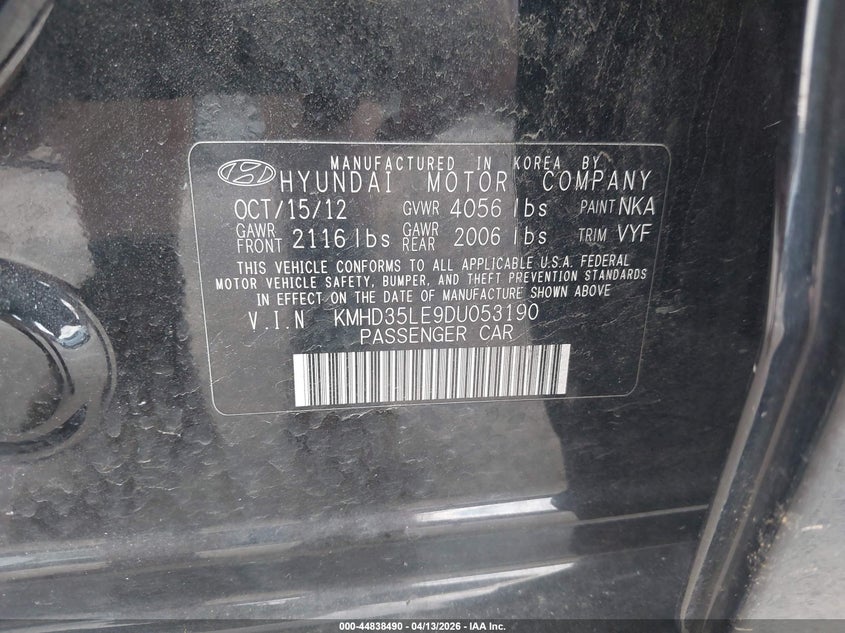 MANUFACTURED IN KOREA BY
HYUNDAI MOTOR COMPANY
OCT/15/12 GVWR 4056 lbs PAINT NKA
GAWR FRONT 2116 lbs GAWR REAR 2006 lbs TRIM VYF
THIS VEHICLE CONFORMS TO ALL APPLICABLE U.S.A. FEDERAL
MOTOR VEHICLE SAFETY, BUMPER, AND THEFT PREVENTION STANDARDS
IN EFFECT ON THE DATE OF MANUFACTURE SHOWN ABOVE
V.I.N KMHD35LE9DU053190
PASSENGER CAR
000-44838490 - 04/13/2026 - IAA Inc.